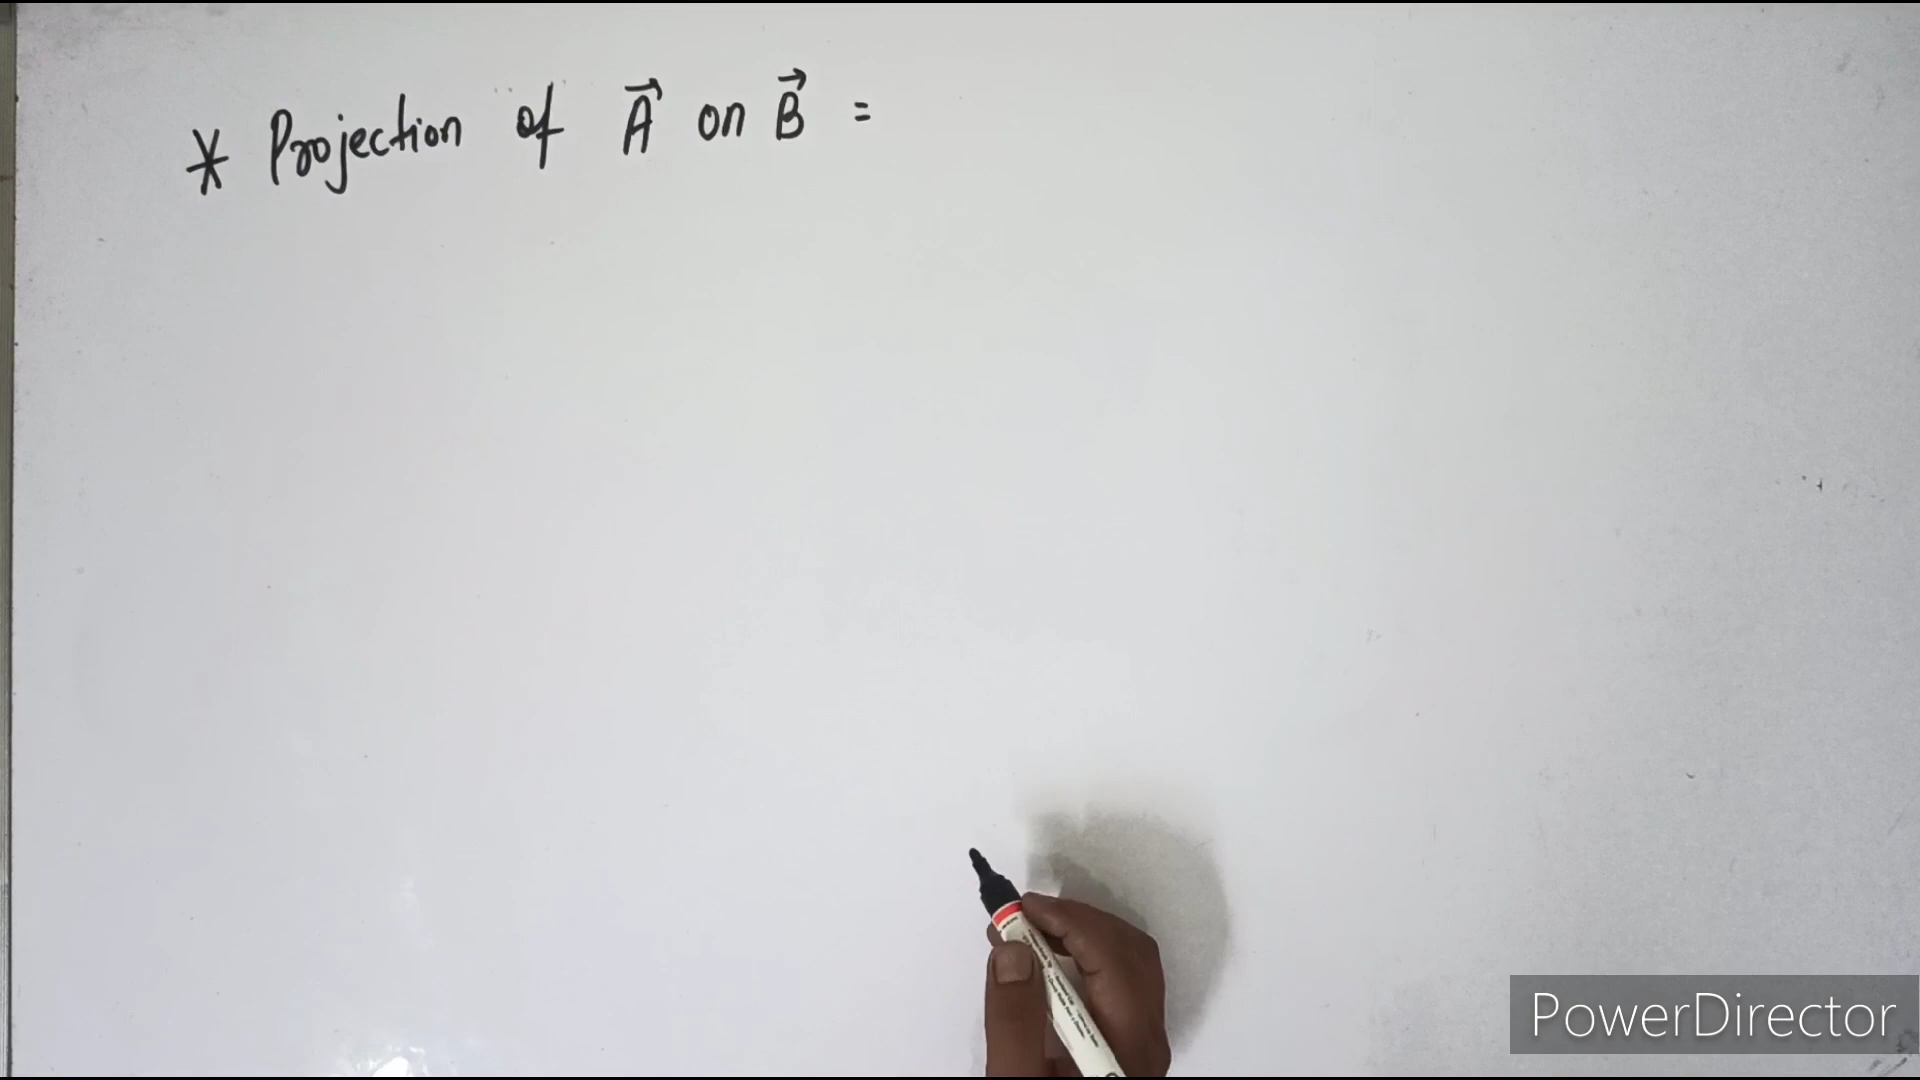 * Projection of A⃗ on B⃗ =
PowerDirector